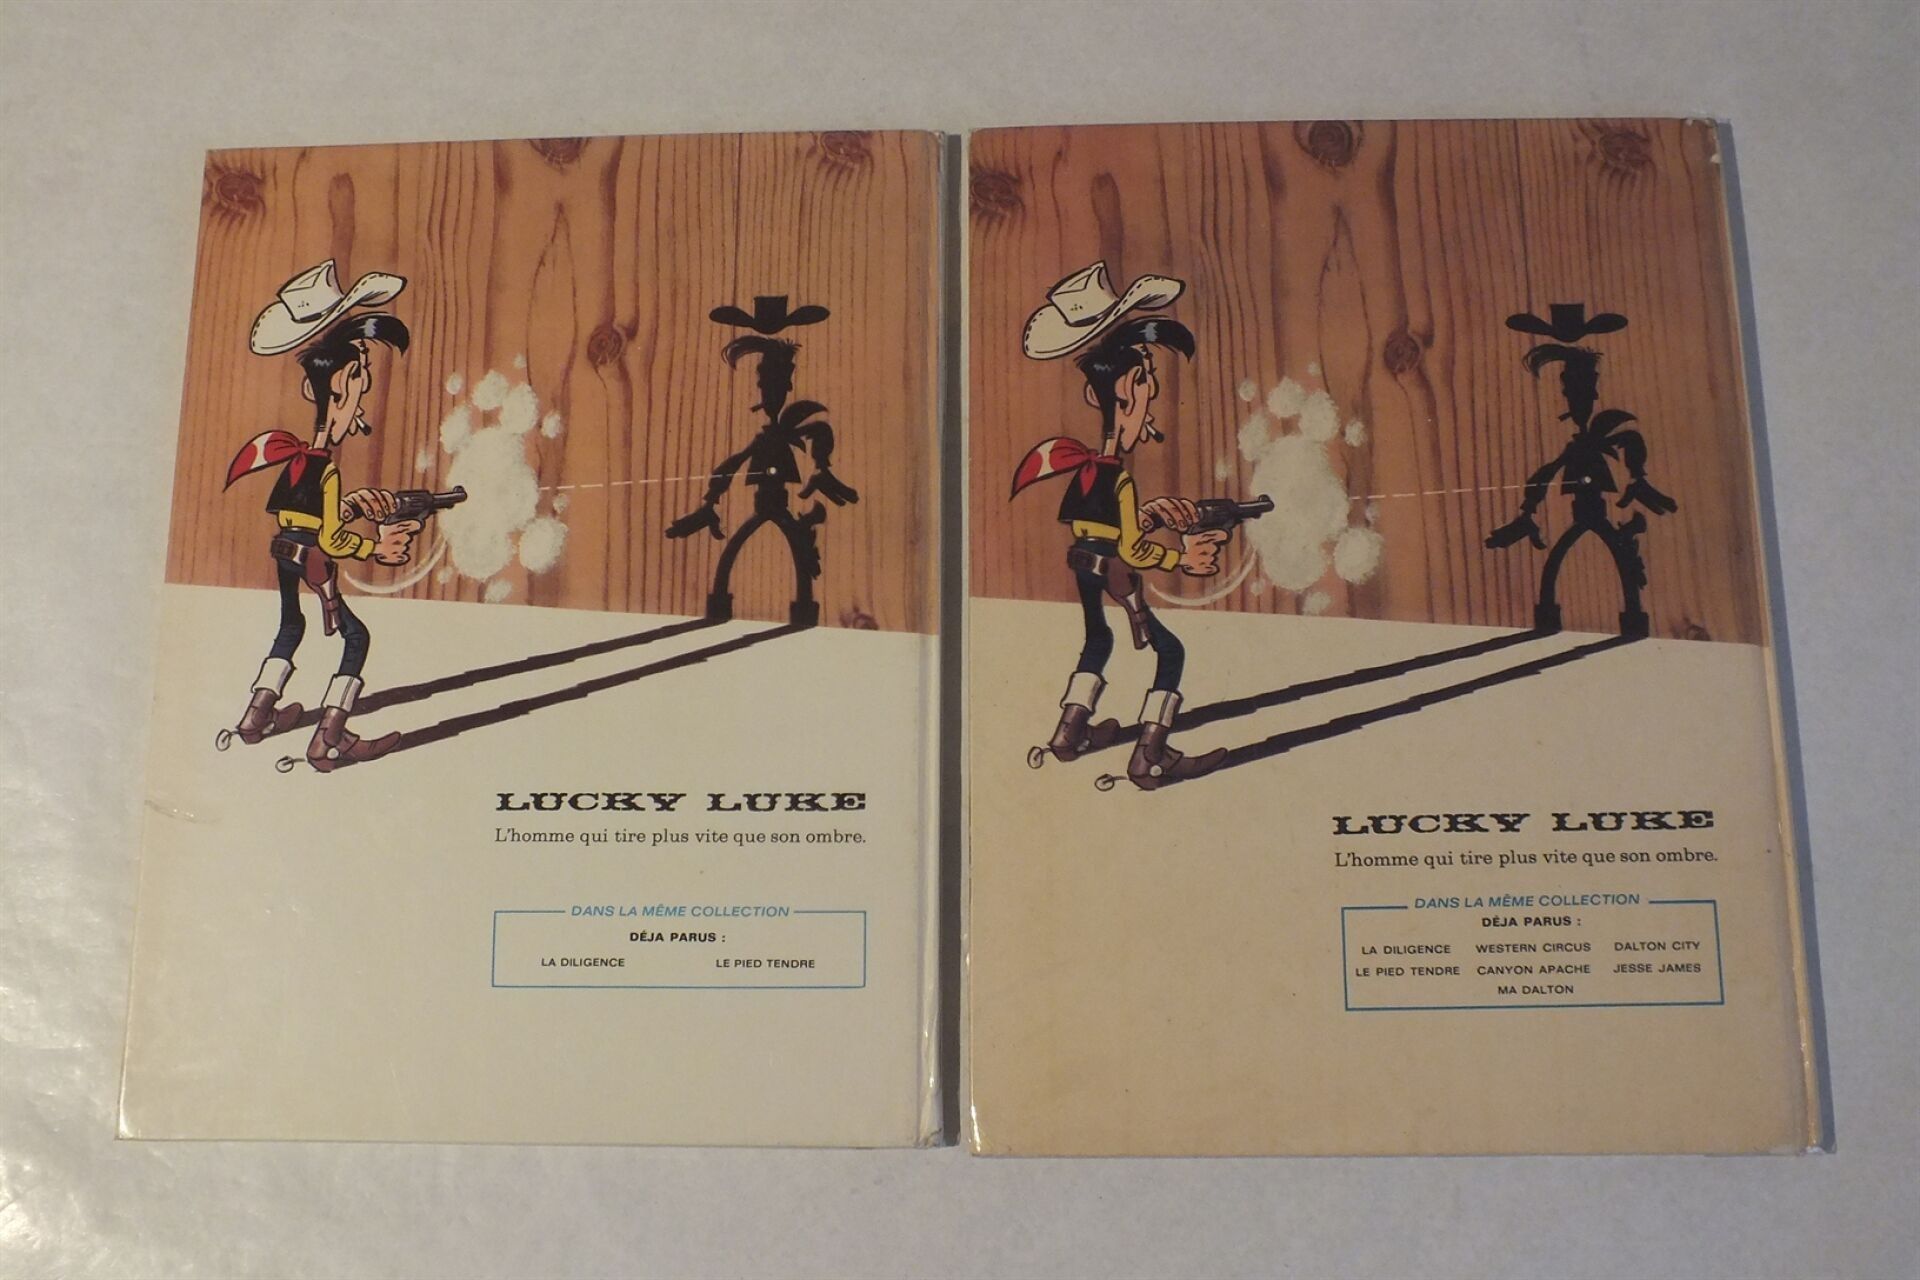 LUCKY LUKE
L'homme qui tire plus vite que son ombre.
DANS LA MÊME COLLECTION
DÉJA PARUS :
LA DILIGENCE LE PIED TENDRE
LUCKY LUKE
L'homme qui tire plus vite que son ombre.
DANS LA MÊME COLLECTION
DÉJA PARUS :
LA DILIGENCE WESTERN CIRCUS DALTON CITY
LE PIED TENDRE CANYON APACHE JESSE JAMES
MA DALTON